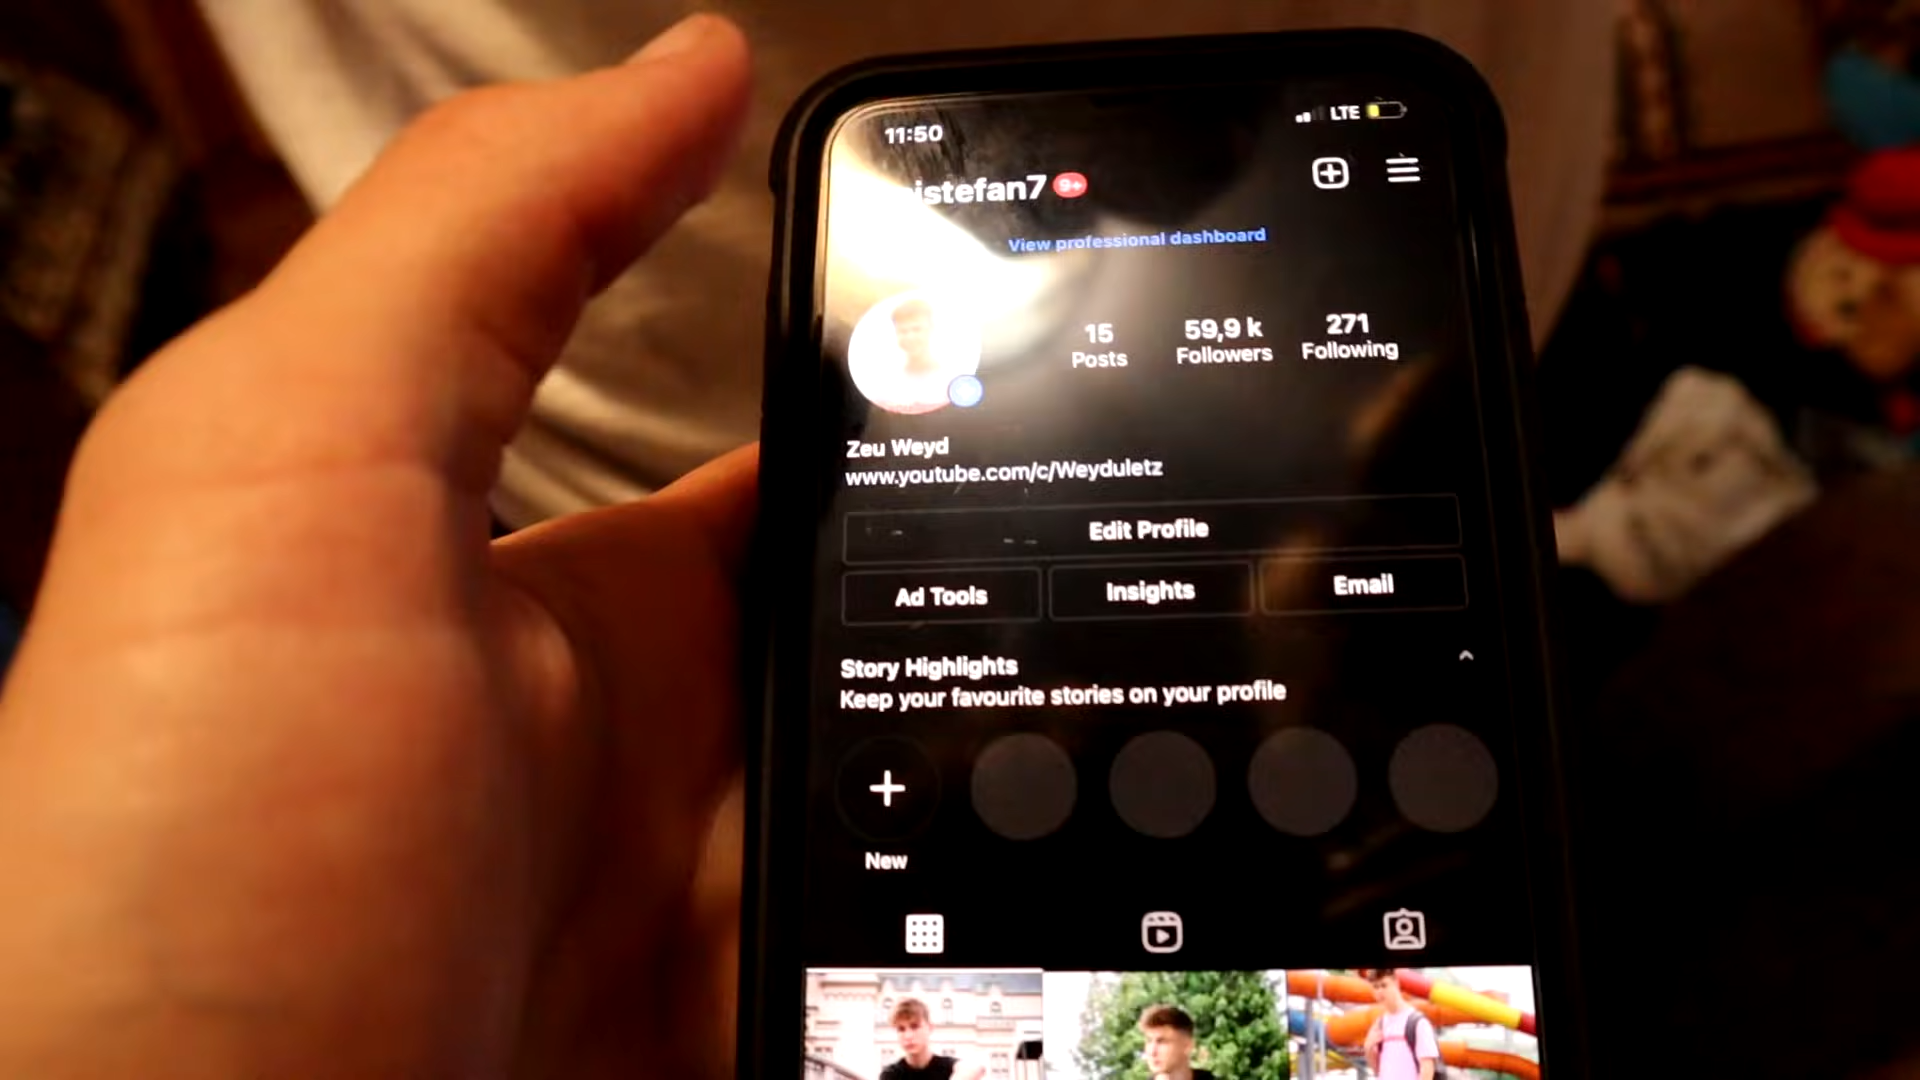 11:50 LTE
istefan7 9+
View professional dashboard
15 59,9 k 271
Posts Followers Following
Zeu Weyd
www.youtube.com/c/Weyduletz
Edit Profile
Ad Tools Insights Email
Story Highlights
Keep your favourite stories on your profile
New